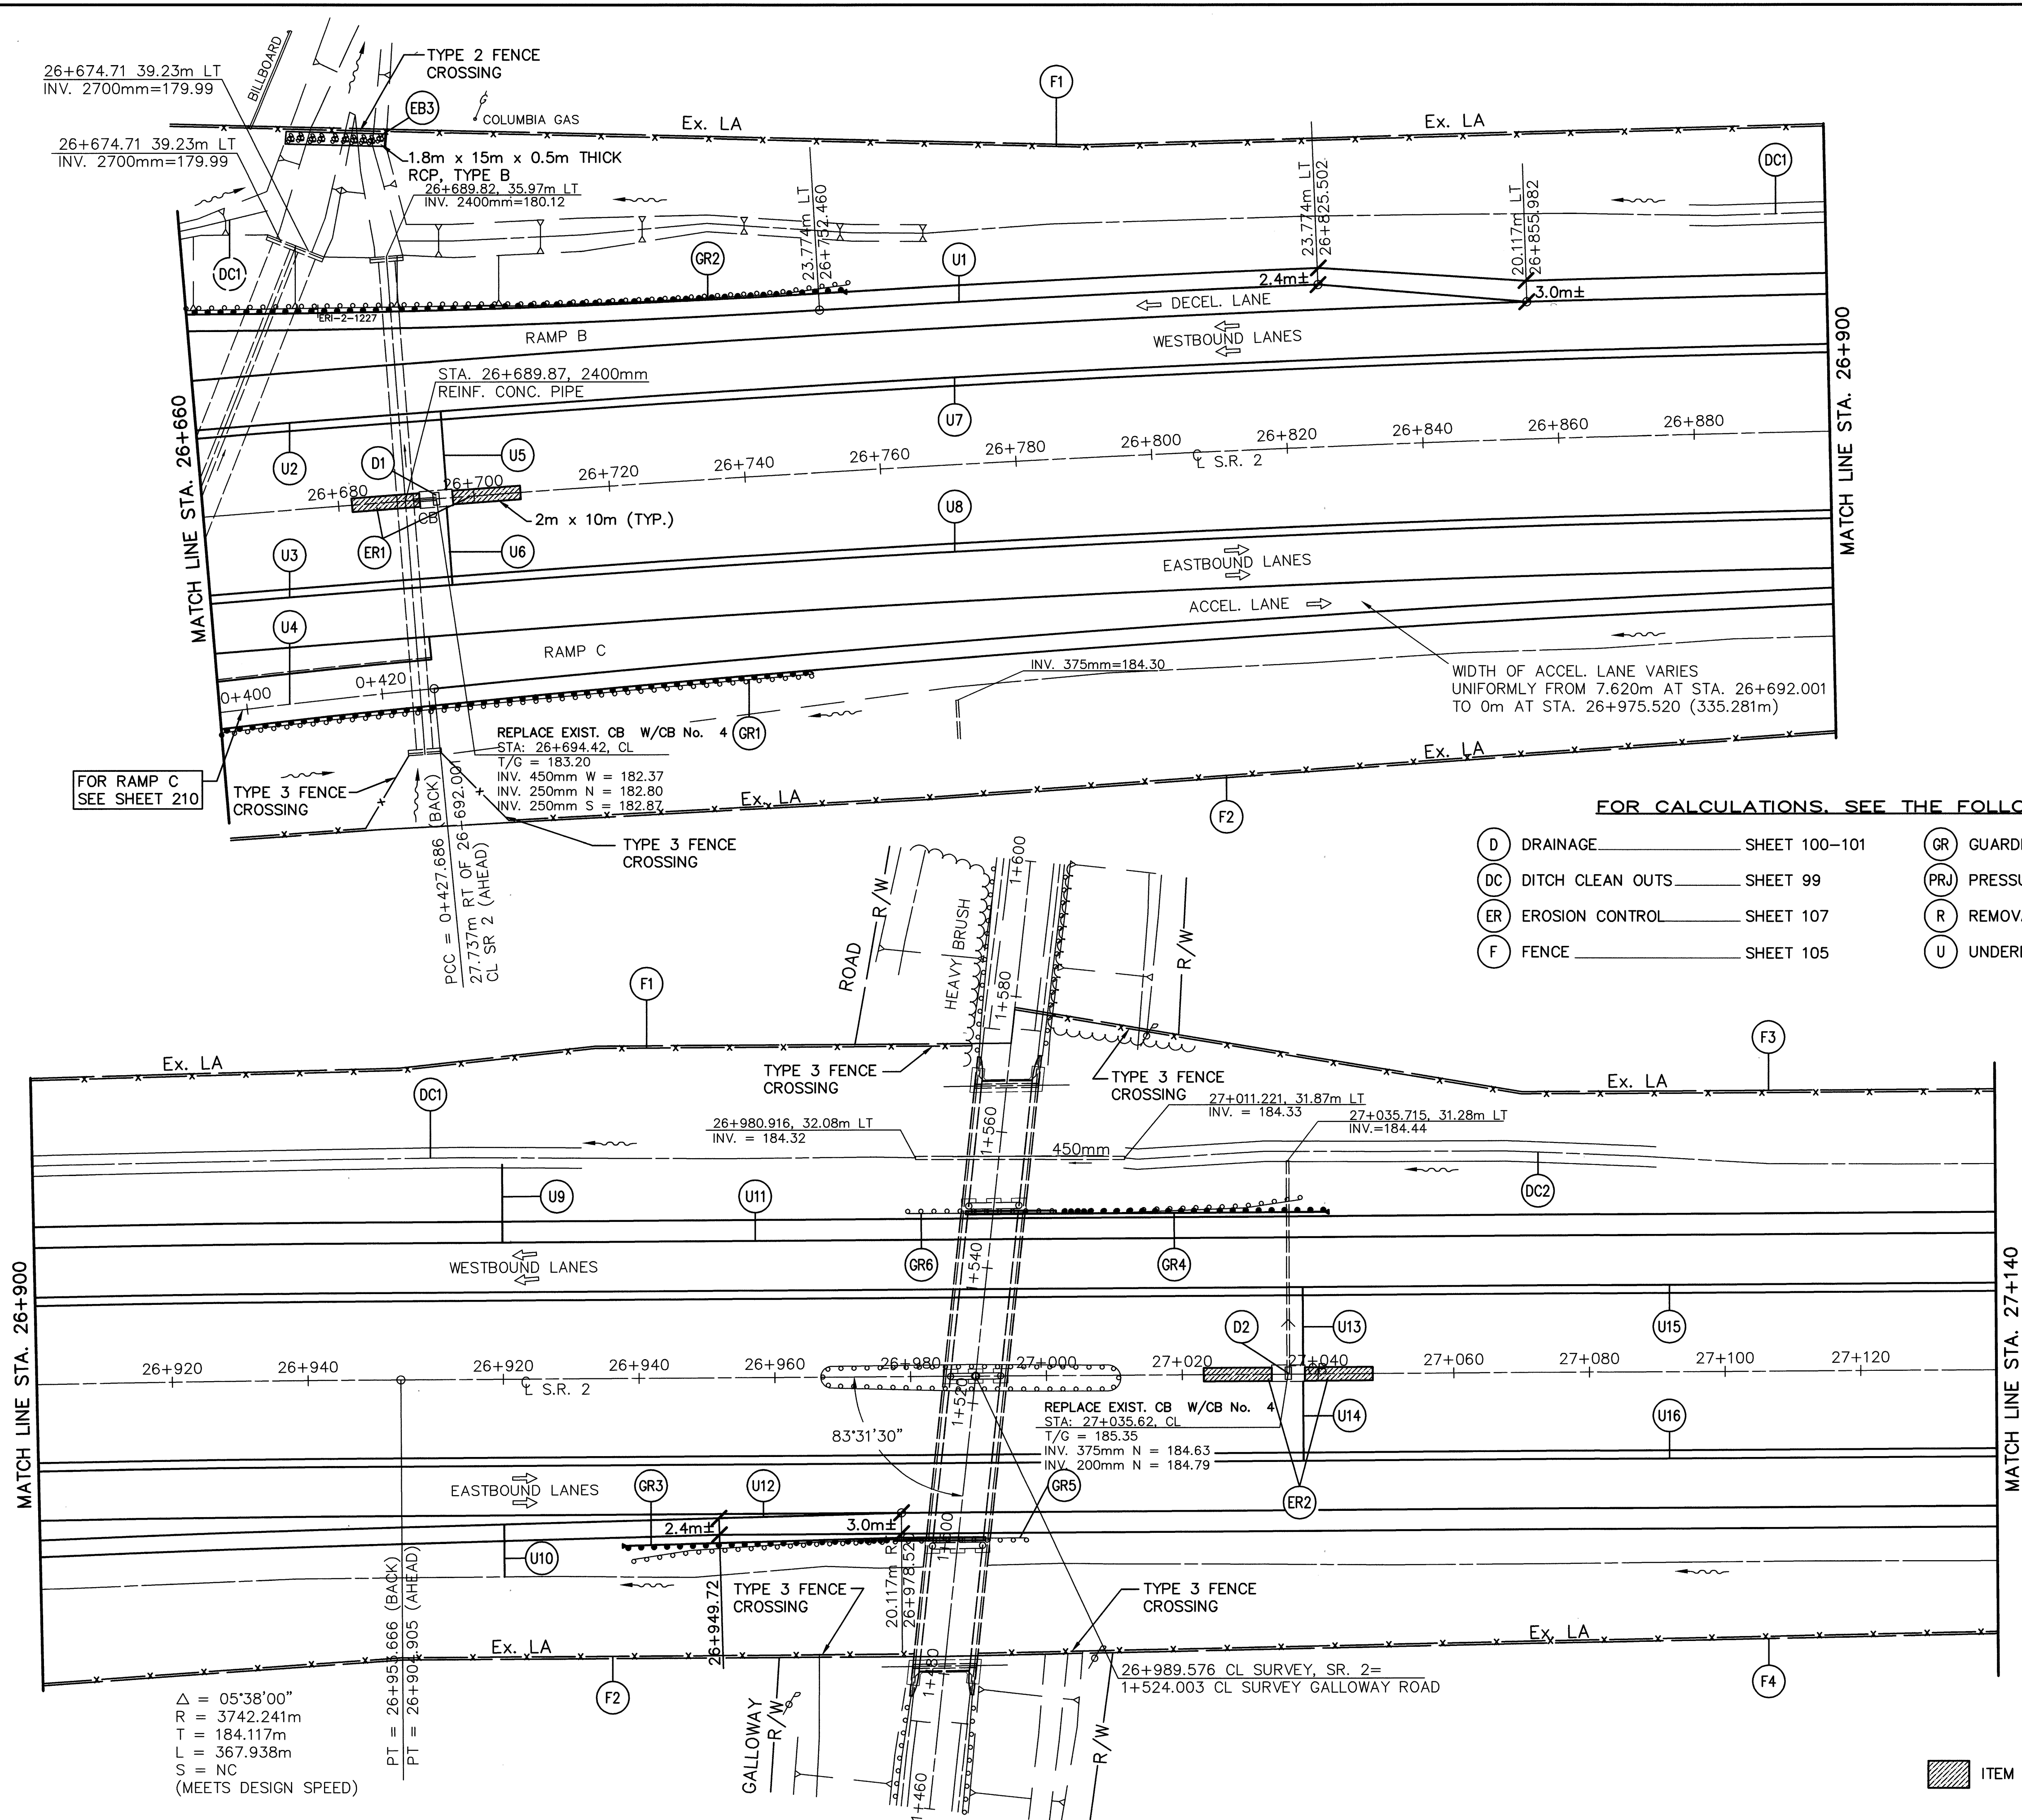 BILLBOARD
TYPE 2 FENCE
CROSSING
26+674.71 39.23m LT
INV. 2700mm=179.99
EB3
COLUMBIA GAS
Ex. LA
F1
Ex. LA
26+674.71 39.23m LT
INV. 2700mm=179.99
1.8m x 15m x 0.5m THICK
RCP, TYPE B
26+689.82, 35.97m LT
INV. 2400mm=180.12
DC1
23.774m LT
26+752.460
23.774m LT
26+825.502
20.117m LT
26+855.982
DC1
GR2
U1
2.4m±
3.0m±
DECEL. LANE
ERI-2-1227
RAMP B
WESTBOUND LANES
STA. 26+689.87, 2400mm
REINF. CONC. PIPE
MATCH LINE STA. 26+660
MATCH LINE STA. 26+900
U2
D1
U5
U7
26+680
26+700
26+720
26+740
26+760
26+780
26+800
26+820
26+840
26+860
26+880
℄ S.R. 2
CB
2m x 10m (TYP.)
U3
ER1
U6
U8
EASTBOUND LANES
ACCEL. LANE
U4
RAMP C
0+400
0+420
INV. 375mm=184.30
WIDTH OF ACCEL. LANE VARIES
UNIFORMLY FROM 7.620m AT STA. 26+692.001
TO 0m AT STA. 26+975.520 (335.281m)
REPLACE EXIST. CB W/CB No. 4
GR1
STA: 26+694.42, CL
T/G = 183.20
INV. 450mm W = 182.37
INV. 250mm N = 182.80
INV. 250mm S = 182.87
FOR RAMP C
SEE SHEET 210
TYPE 3 FENCE
CROSSING
Ex. LA
Ex. LA
F2
TYPE 3 FENCE
CROSSING
PCC = 0+427.686 (BACK)
27.737m RT OF 26+692.001
CL SR 2 (AHEAD)
FOR CALCULATIONS, SEE THE FOLLO
D DRAINAGE SHEET 100-101
GR GUARD
DC DITCH CLEAN OUTS SHEET 99
PRJ PRESSU
ER EROSION CONTROL SHEET 107
R REMOV
F FENCE SHEET 105
U UNDER
ROAD
R/W
HEAVY BRUSH
1+600
1+580
R/W
F1
F3
Ex. LA
TYPE 3 FENCE
CROSSING
TYPE 3 FENCE
CROSSING
Ex. LA
DC1
26+980.916, 32.08m LT
INV. = 184.32
1+560
27+011.221, 31.87m LT
INV. = 184.33
27+035.715, 31.28m LT
INV.=184.44
450mm
U9
U11
DC2
GR6
GR4
1+540
WESTBOUND LANES
MATCH LINE STA. 26+900
MATCH LINE STA. 27+140
D2
U13
U15
26+920
26+940
26+920
26+940
26+960
26+980
27+000
27+020
27+040
27+060
27+080
27+100
27+120
℄ S.R. 2
1+520
83°31'30"
REPLACE EXIST. CB W/CB No. 4
STA: 27+035.62, CL
T/G = 185.35
INV. 375mm N = 184.63
INV. 200mm N = 184.79
U14
U16
EASTBOUND LANES
GR3
U12
GR5
ER2
2.4m±
3.0m±
U10
PT = 26+953.666 (BACK)
PT = 26+904.905 (AHEAD)
26+949.72
TYPE 3 FENCE
CROSSING
TYPE 3 FENCE
CROSSING
Ex. LA
Ex. LA
1+480
F2
F4
26+989.576 CL SURVEY, SR. 2=
1+524.003 CL SURVEY GALLOWAY ROAD
△ = 05°38'00"
R = 3742.241m
T = 184.117m
L = 367.938m
S = NC
(MEETS DESIGN SPEED)
GALLOWAY
R/W
R/W
1+460
ITEM